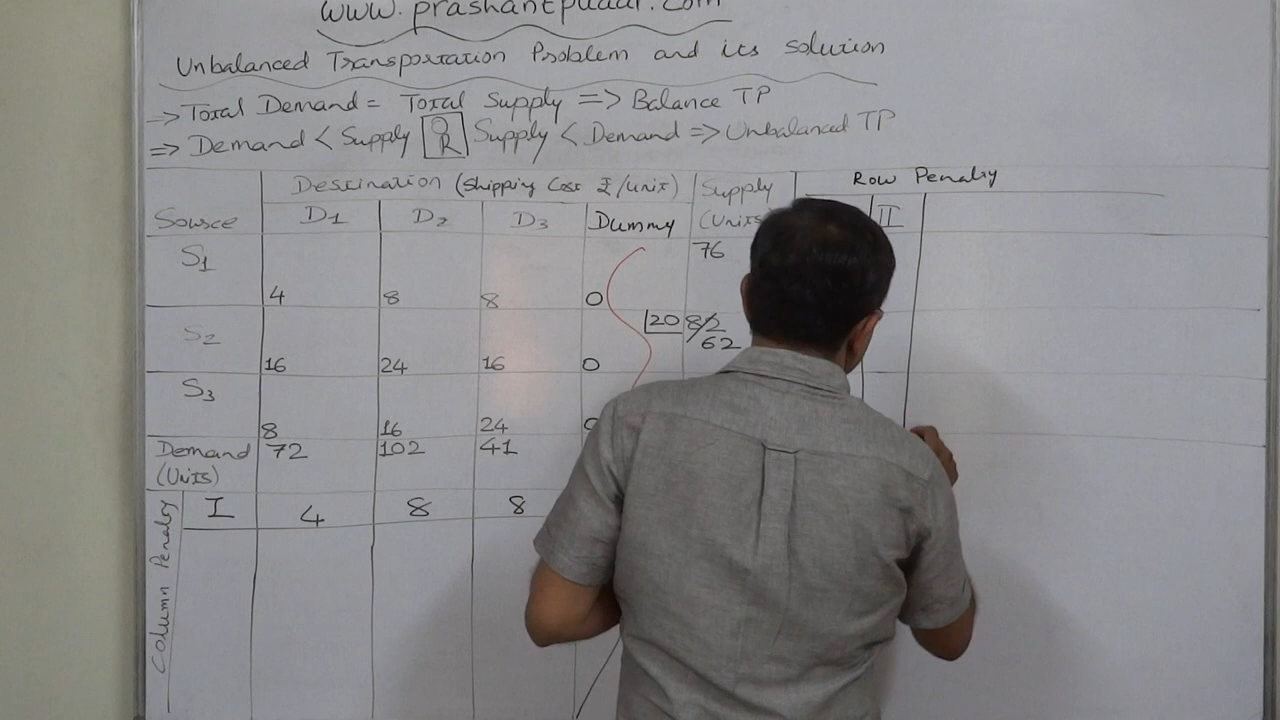 www.prashantpuaar.com
Unbalanced Transportation Problem and its solution
→ Total Demand = Total Supply => Balance TP
=> Demand < Supply OR Supply < Demand => Unbalanced TP
Destination (Shipping Cost ₹/unit) Supply Row Penalty
Source D1 D2 D3 Dummy (Units) II
S1 76
4 8 8 0
S2 20 82
62
16 24 16 0
S3
8 16 24 0
Demand 72 102 41
(Units)
Column Penalty I 4 8 8